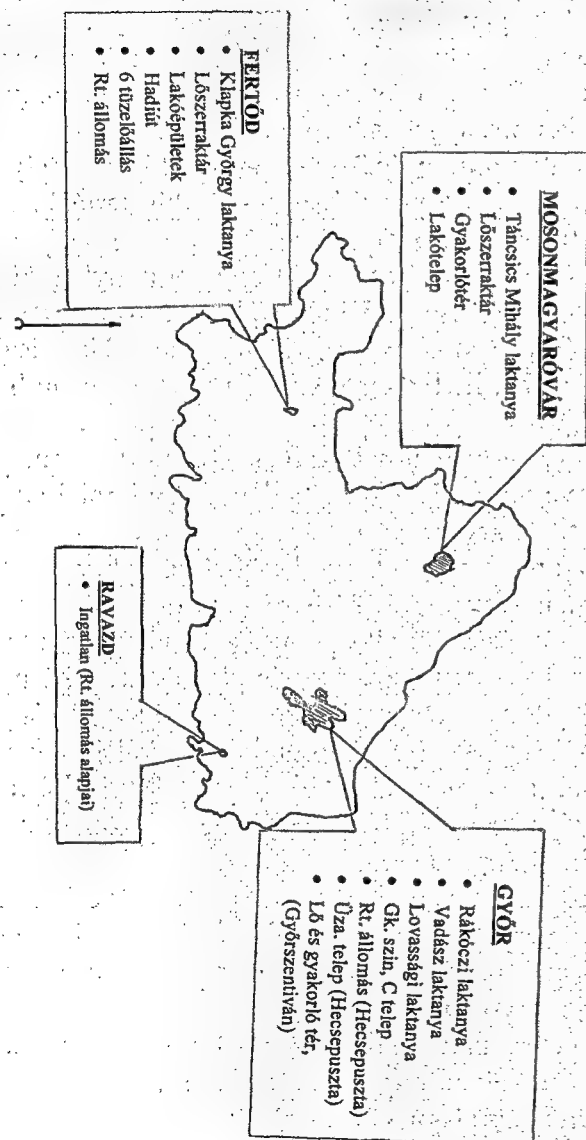 MOSONMAGYARÓVÁR
• Táncsics Mihály laktanya
• Lőszerraktár
• Gyakorlótér
• Lakótelep
FERTŐD
• Klapka György laktanya
• Lőszerraktár
• Lakóépületek
• Hadiút
• 6 tüzelőállás
• Rt. állomás
GYŐR
• Rákóczi laktanya
• Vadász laktanya
• Lovassági laktanya
• Gk. szin, C telep
• Rt. állomás (Hecsepuszta)
• Üza. telep (Hecsepuszta)
• Lő és gyakorló tér,
(Győrszentiván)
RAVAZD
• Ingatlan (Rt. állomás alapjai)